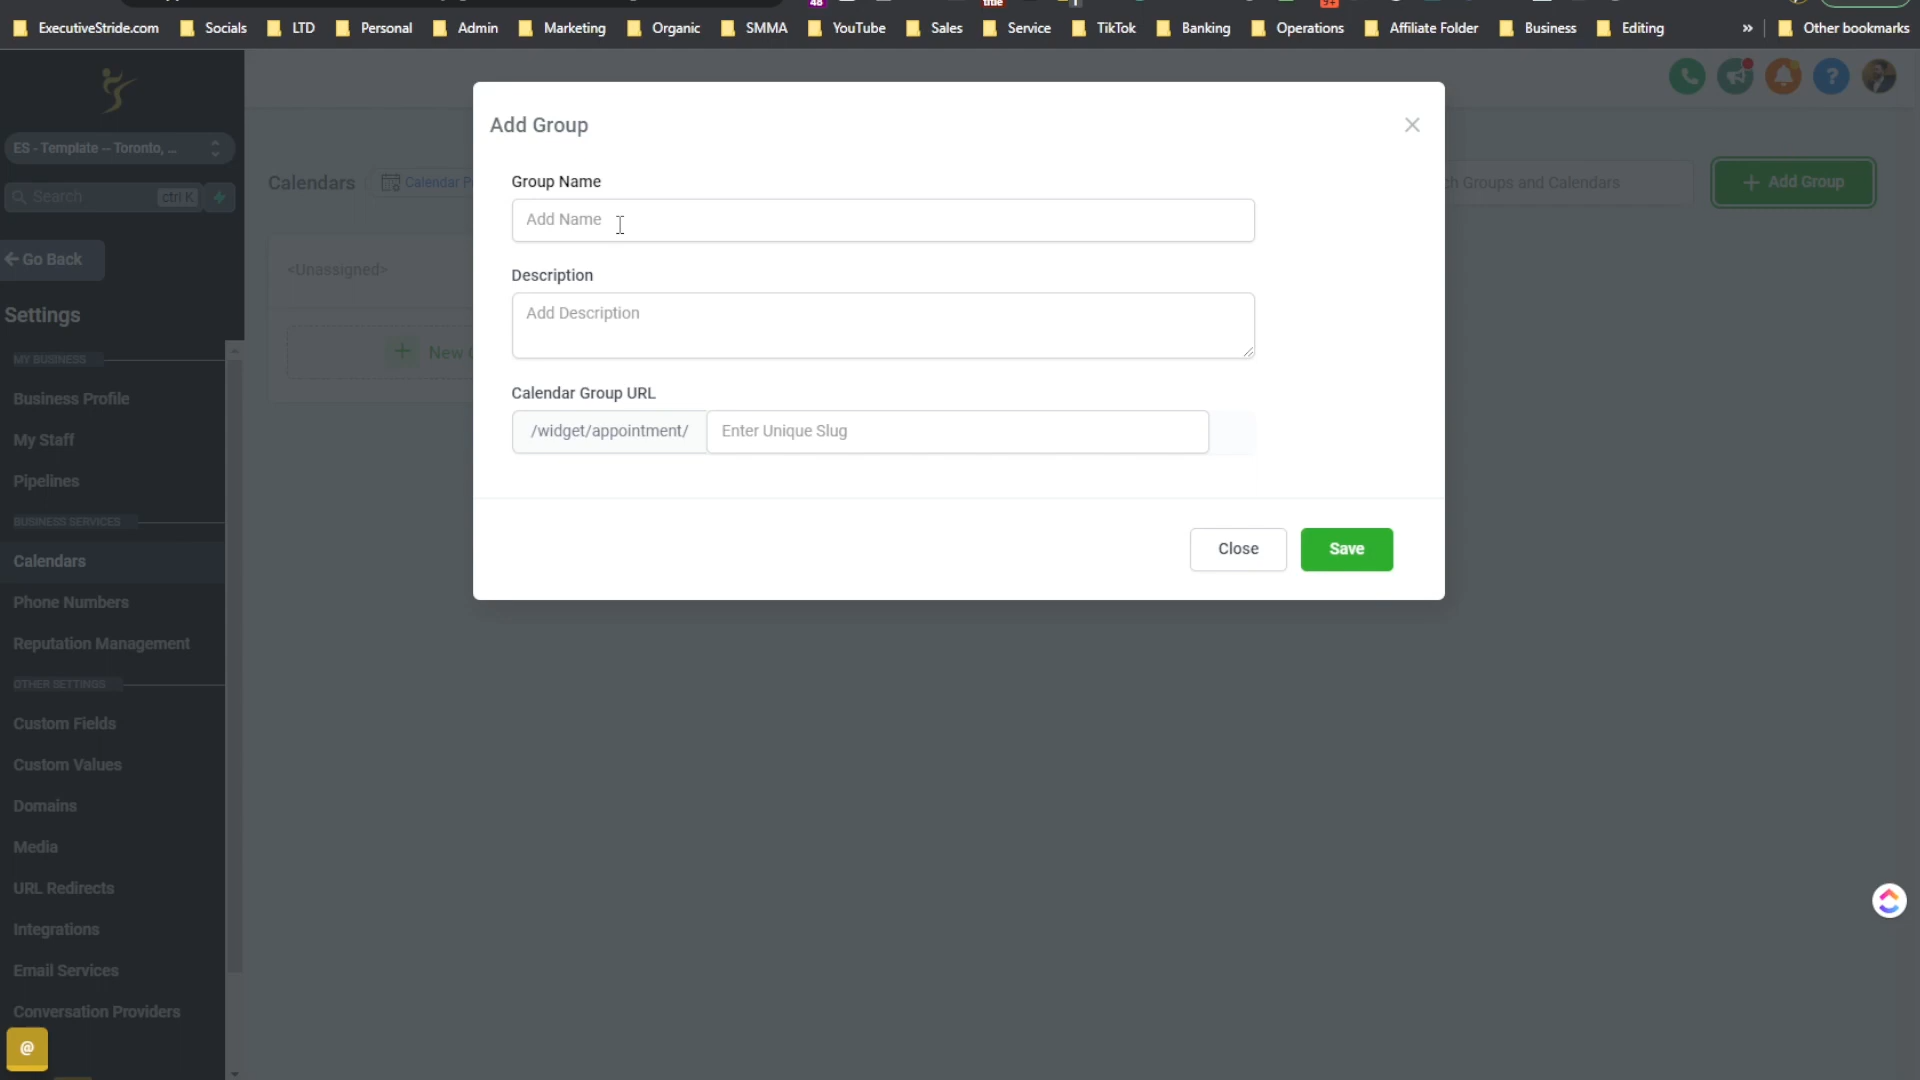 48
9+
ExecutiveStride.com Socials LTD Personal Admin Marketing Organic SMMA YouTube Sales Service TikTok Banking Operations Affiliate Folder Business Editing » Other bookmarks
ES - Template -- Toronto, ...
Search ctrl K
Go Back
Settings
MY BUSINESS
Business Profile
My Staff
Pipelines
BUSINESS SERVICES
Calendars
Phone Numbers
Reputation Management
OTHER SETTINGS
Custom Fields
Custom Values
Domains
Media
URL Redirects
Integrations
Email Services
Conversation Providers
@
Calendars Calendar
Groups and Calendars
+ Add Group
<Unassigned>
+ New
?
Add Group
Group Name
Add Name
Description
Add Description
Calendar Group URL
/widget/appointment/ Enter Unique Slug
Close Save